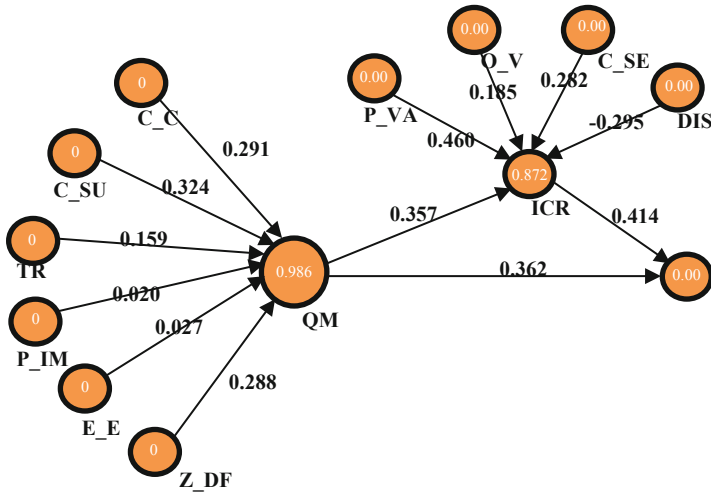 0.00
0.00
O_V
C_SE
0.00
0.00
P_VA
DIS
0.185
0.282
0.460
-0.295
0
C_C
0.291
0
C_SU
0.324
0.872
ICR
0
TR
0.159
0.357
0.414
0.986
QM
0.362
0.00
0
P_IM
0.020
0.027
0
E_E
0.288
0
Z_DF